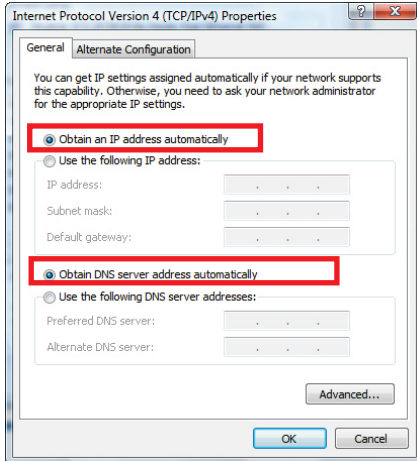 Internet Protocol Version 4 (TCP/IPv4) Properties
General
Alternate Configuration
You can get IP settings assigned automatically if your network supports
this capability. Otherwise, you need to ask your network administrator
for the appropriate IP settings.
Obtain an IP address automatically
Use the following IP address:
IP address:
Subnet mask:
Default gateway:
Obtain DNS server address automatically
Use the following DNS server addresses:
Preferred DNS server:
Alternate DNS server:
Advanced...
OK
Cancel